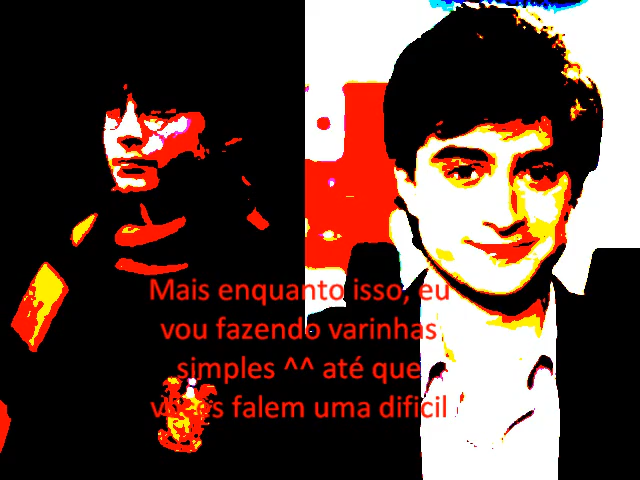 Mais enquanto isso, eu
vou fazendo varinhas
simples ^^ até que
falem uma dificil